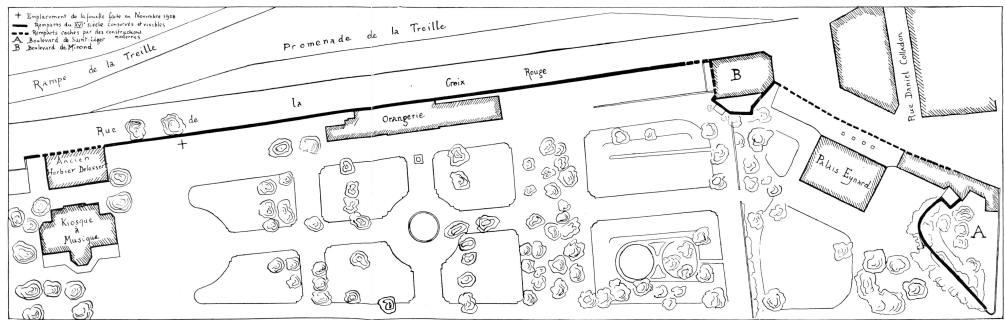 + Emplacement de la fouille faite en Novembre 1908
Remparts du XVIe siècle conservés et visibles
Remparts cachés par des constructions modernes
A Boulevard de Saint-Léger
B Boulevard de Mirond
Promenade de la Treille
Rampe de la Treille
Rue de la Croix Rouge
Rue Daniel Colladon
B
Orangerie
Ancien
Herbier Delessert
Palais Eynard
Kiosque
à
Musique
A